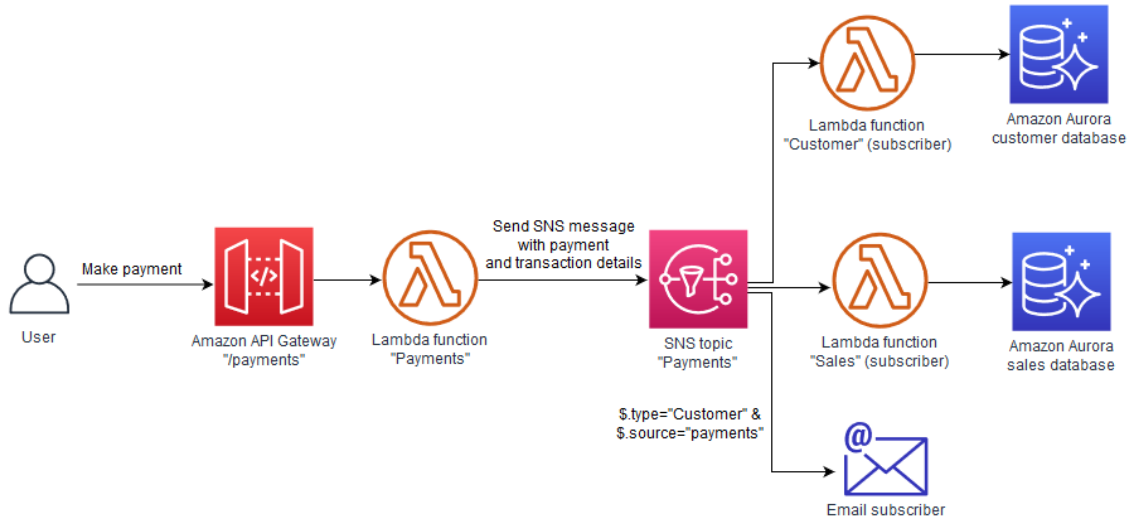 Lambda function
"Customer" (subscriber)
Amazon Aurora
customer database
Send SNS message
with payment
and transaction details
Make payment
User
Amazon API Gateway
"/payments"
Lambda function
"Payments"
SNS topic
"Payments"
Lambda function
"Sales" (subscriber)
Amazon Aurora
sales database
$.type="Customer" &
$.source="payments"
@
Email subscriber